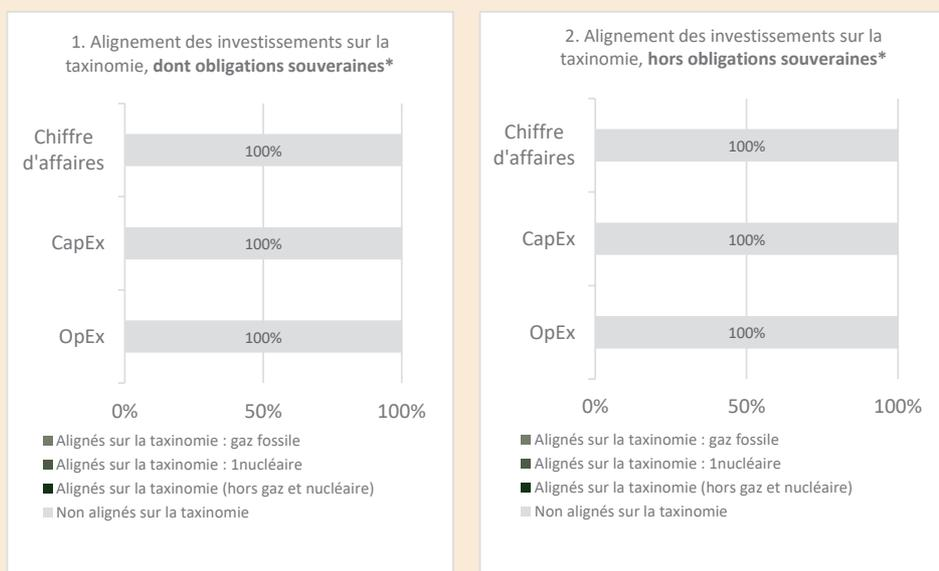 1. Alignement des investissements sur la
taxinomie, dont obligations souveraines*
Chiffre
d'affaires
100%
CapEx
100%
OpEx
100%
0%
50%
100%
Alignés sur la taxinomie : gaz fossile
Alignés sur la taxinomie : 1nucléaire
Alignés sur la taxinomie (hors gaz et nucléaire)
Non alignés sur la taxinomie
2. Alignement des investissements sur la
taxinomie, hors obligations souveraines*
Chiffre
d'affaires
100%
CapEx
100%
OpEx
100%
0%
50%
100%
Alignés sur la taxinomie : gaz fossile
Alignés sur la taxinomie : 1nucléaire
Alignés sur la taxinomie (hors gaz et nucléaire)
Non alignés sur la taxinomie